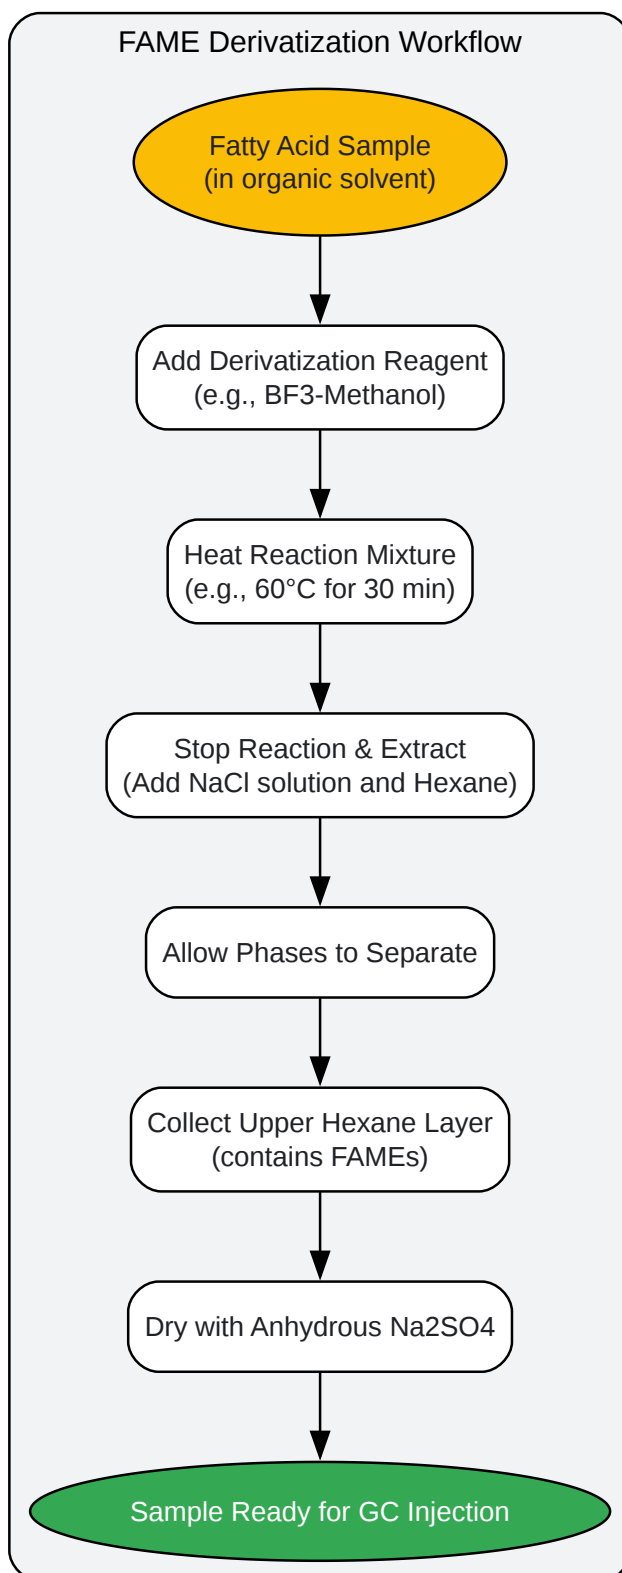 FAME Derivatization Workflow
Fatty Acid Sample
(in organic solvent)
Add Derivatization Reagent
(e.g., BF3-Methanol)
Heat Reaction Mixture
(e.g., 60°C for 30 min)
Stop Reaction & Extract
(Add NaCl solution and Hexane)
Allow Phases to Separate
Collect Upper Hexane Layer
(contains FAMEs)
Dry with Anhydrous Na2SO4
Sample Ready for GC Injection